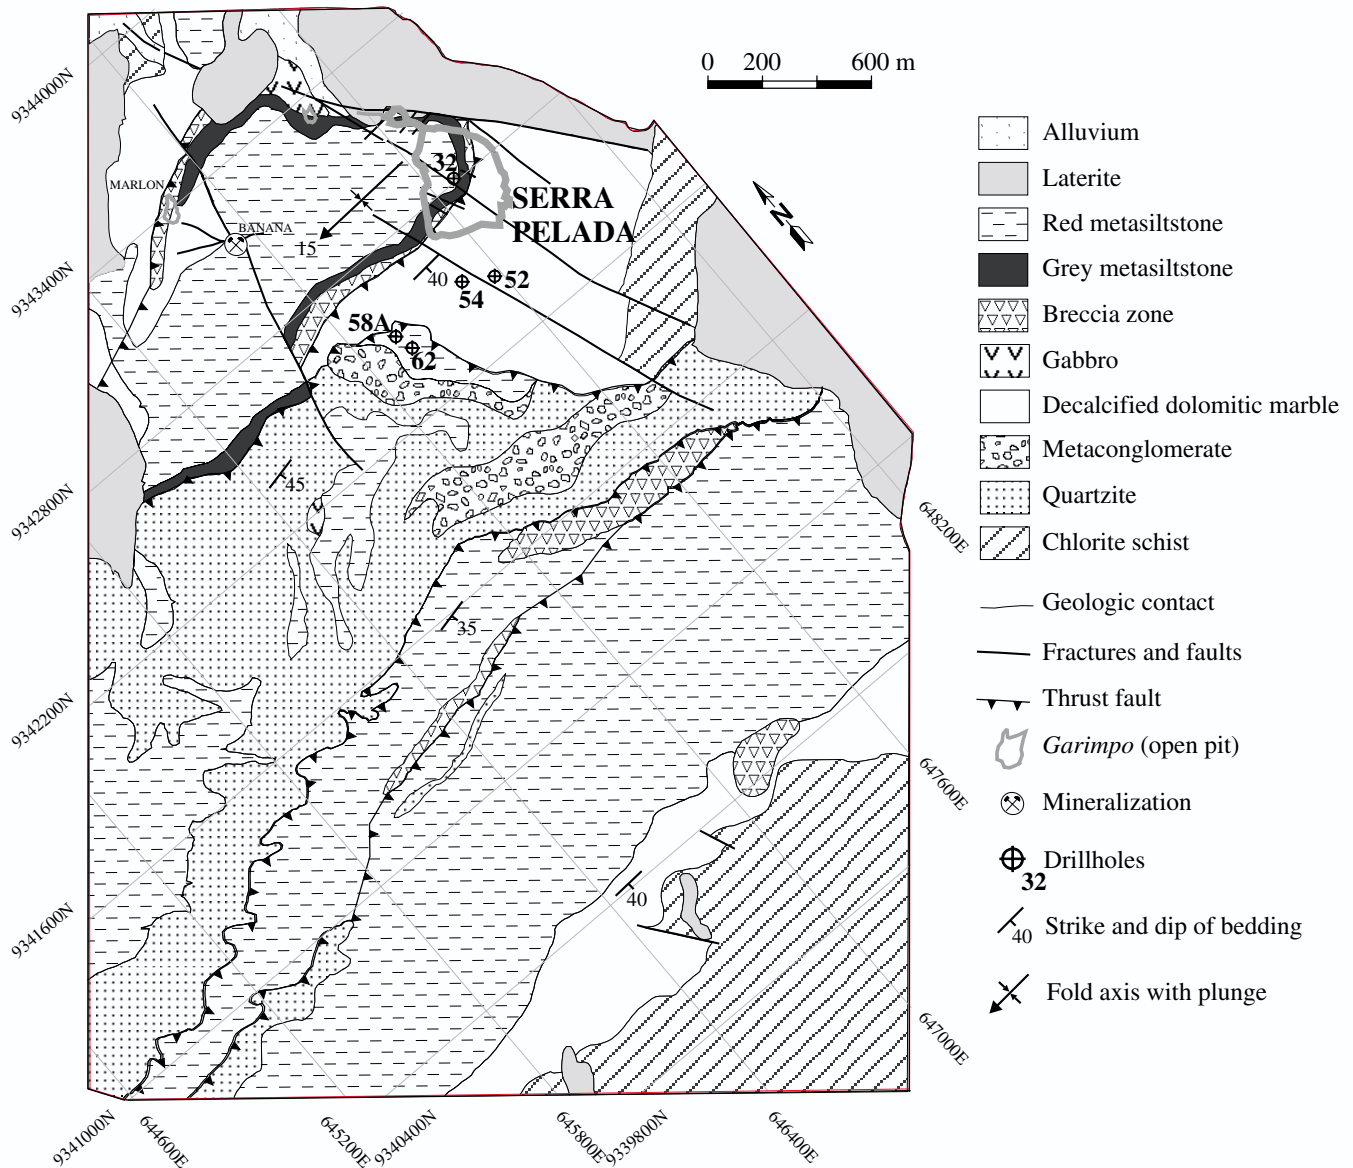 0 200 600 m
9344000N
9343400N
9342800N
9342200N
9341600N
9341000N
644600E
645200E
9340400N
645800E
9339800N
646400E
647000E
647600E
648200E
MARLON
BANANA
SERRA
PELADA
N
32
15
40
54
52
58A
62
45
35
40
Alluvium
Laterite
Red metasiltstone
Grey metasiltstone
Breccia zone
Gabbro
Decalcified dolomitic marble
Metaconglomerate
Quartzite
Chlorite schist
Geologic contact
Fractures and faults
Thrust fault
Garimpo (open pit)
Mineralization
Drillholes
32
Strike and dip of bedding
40
Fold axis with plunge